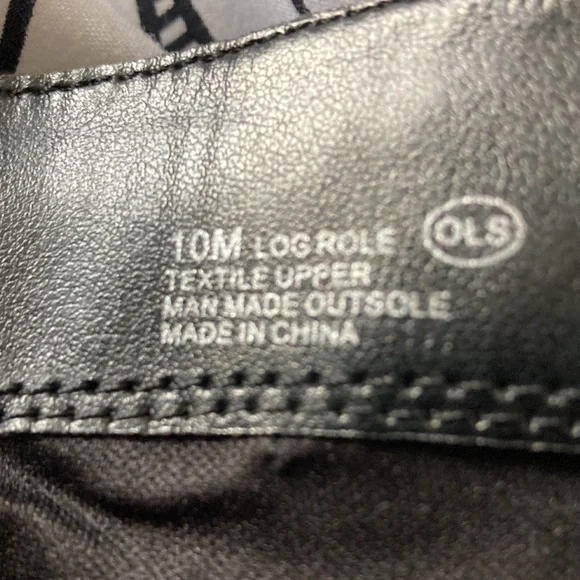 10M LOG ROLE OLS
TEXTILE UPPER
MAN MADE OUTSOLE
MADE IN CHINA